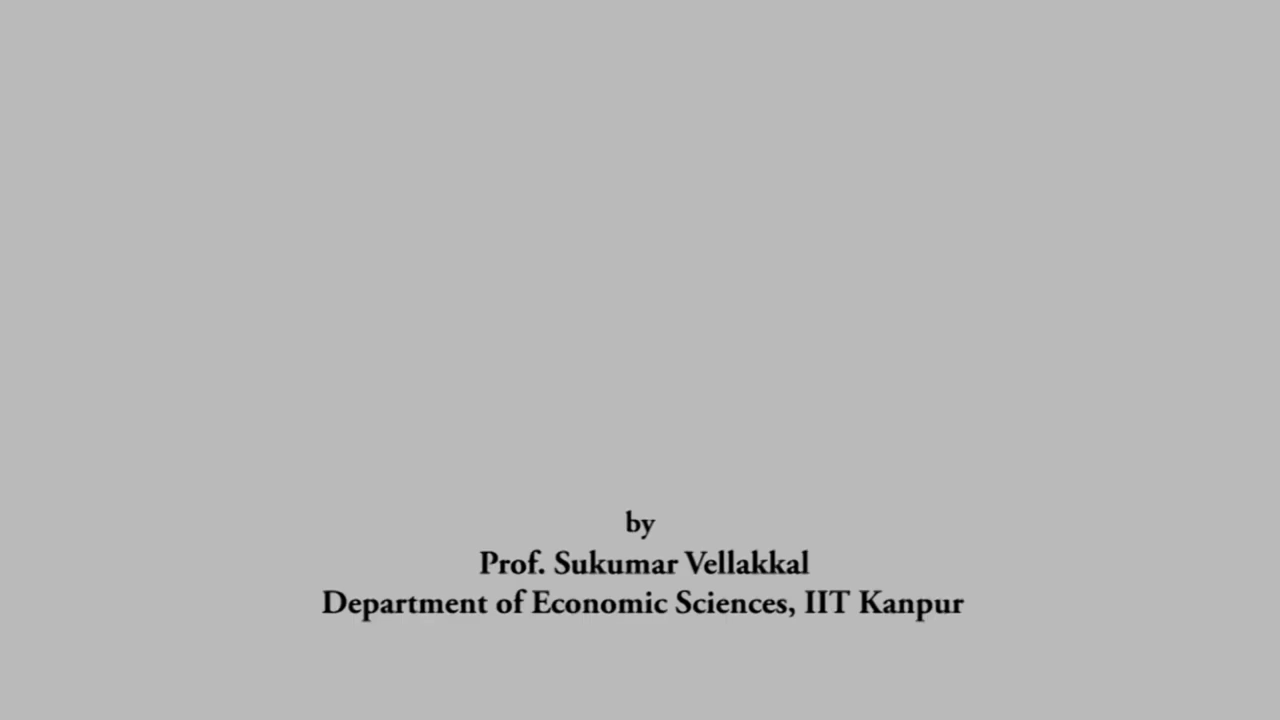 by
Prof. Sukumar Vellakkal
Department of Economic Sciences, IIT Kanpur